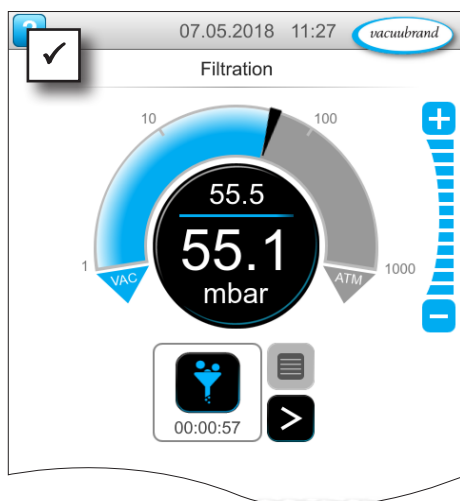 ?
07.05.2018 11:27 vacuubrand
✓
Filtration
10 100
+
55.5
55.1
mbar
1 VAC ATM 1000
−
00:00:57
>